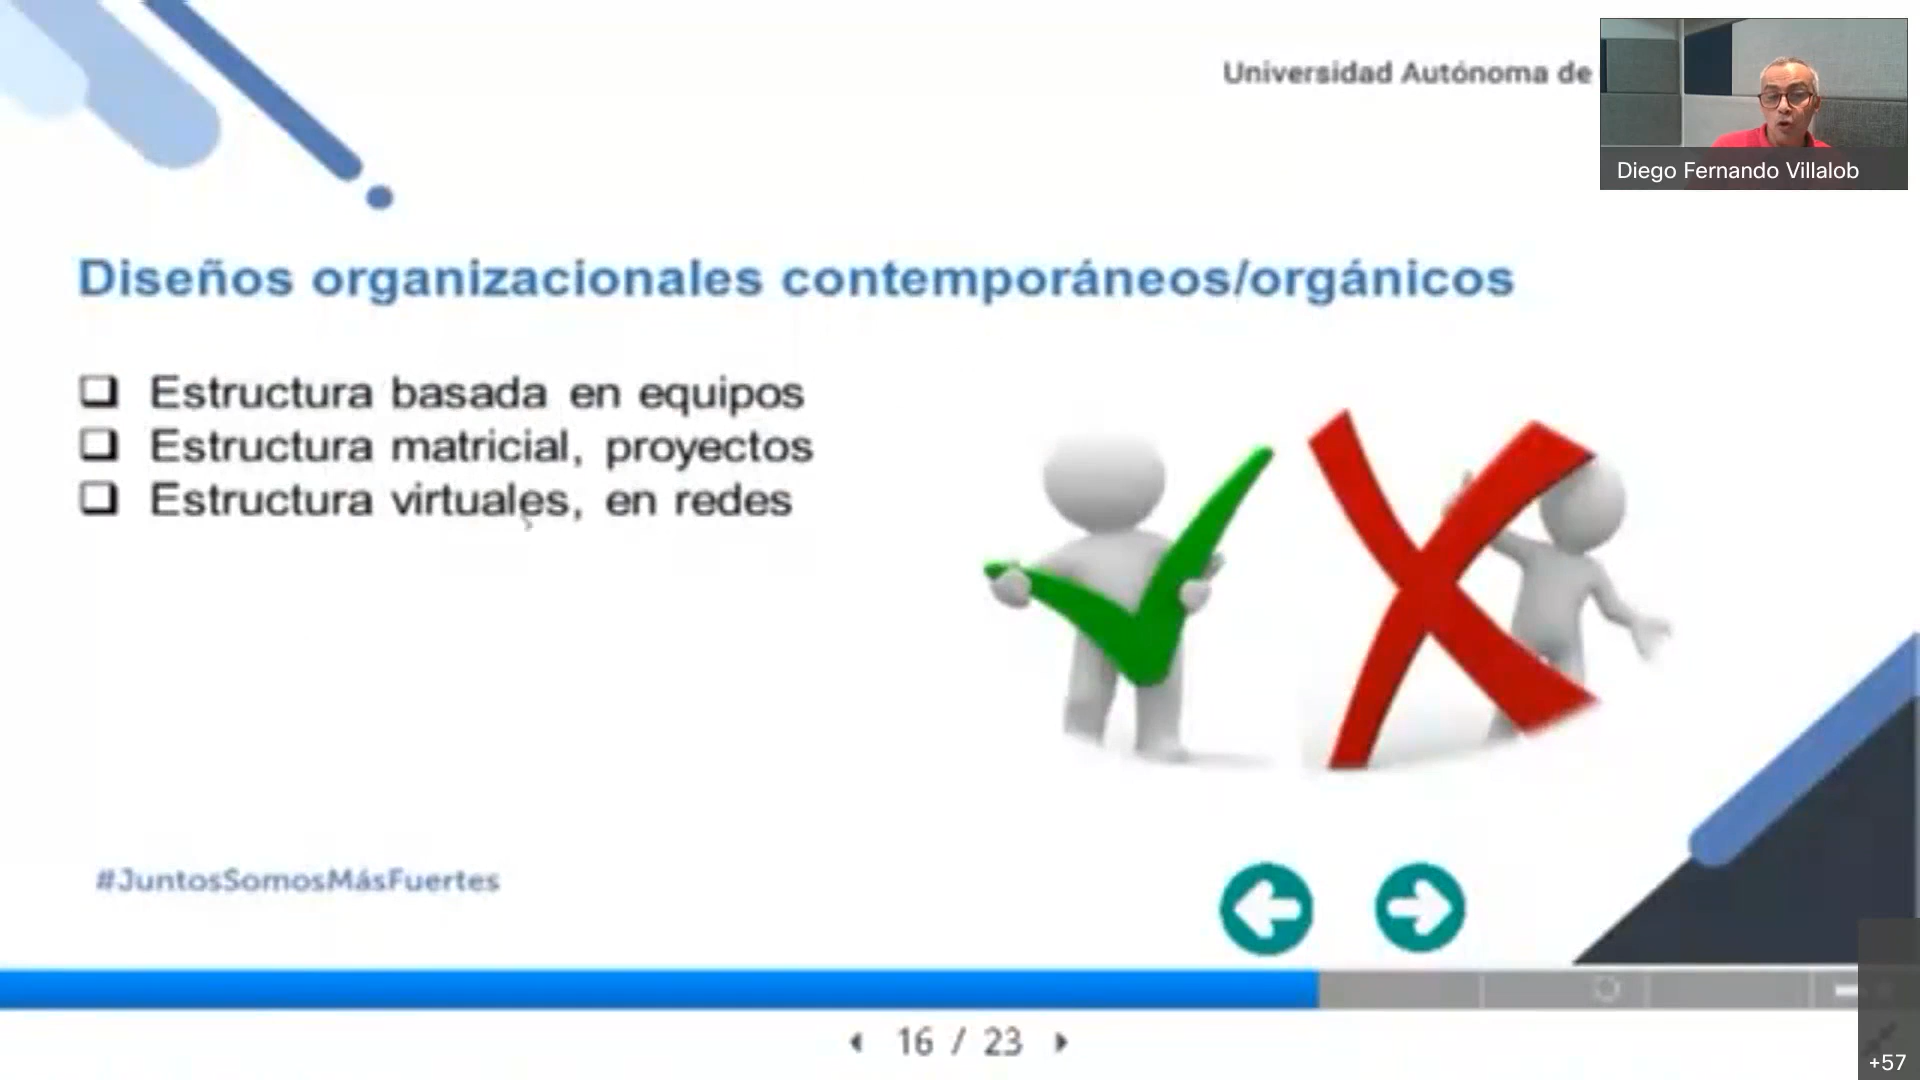 Universidad Autónoma de
Diego Fernando Villalob
Diseños organizacionales contemporáneos/orgánicos
Estructura basada en equipos
Estructura matricial, proyectos
Estructura virtuales, en redes
#JuntosSomosMásFuertes
16 / 23
+57